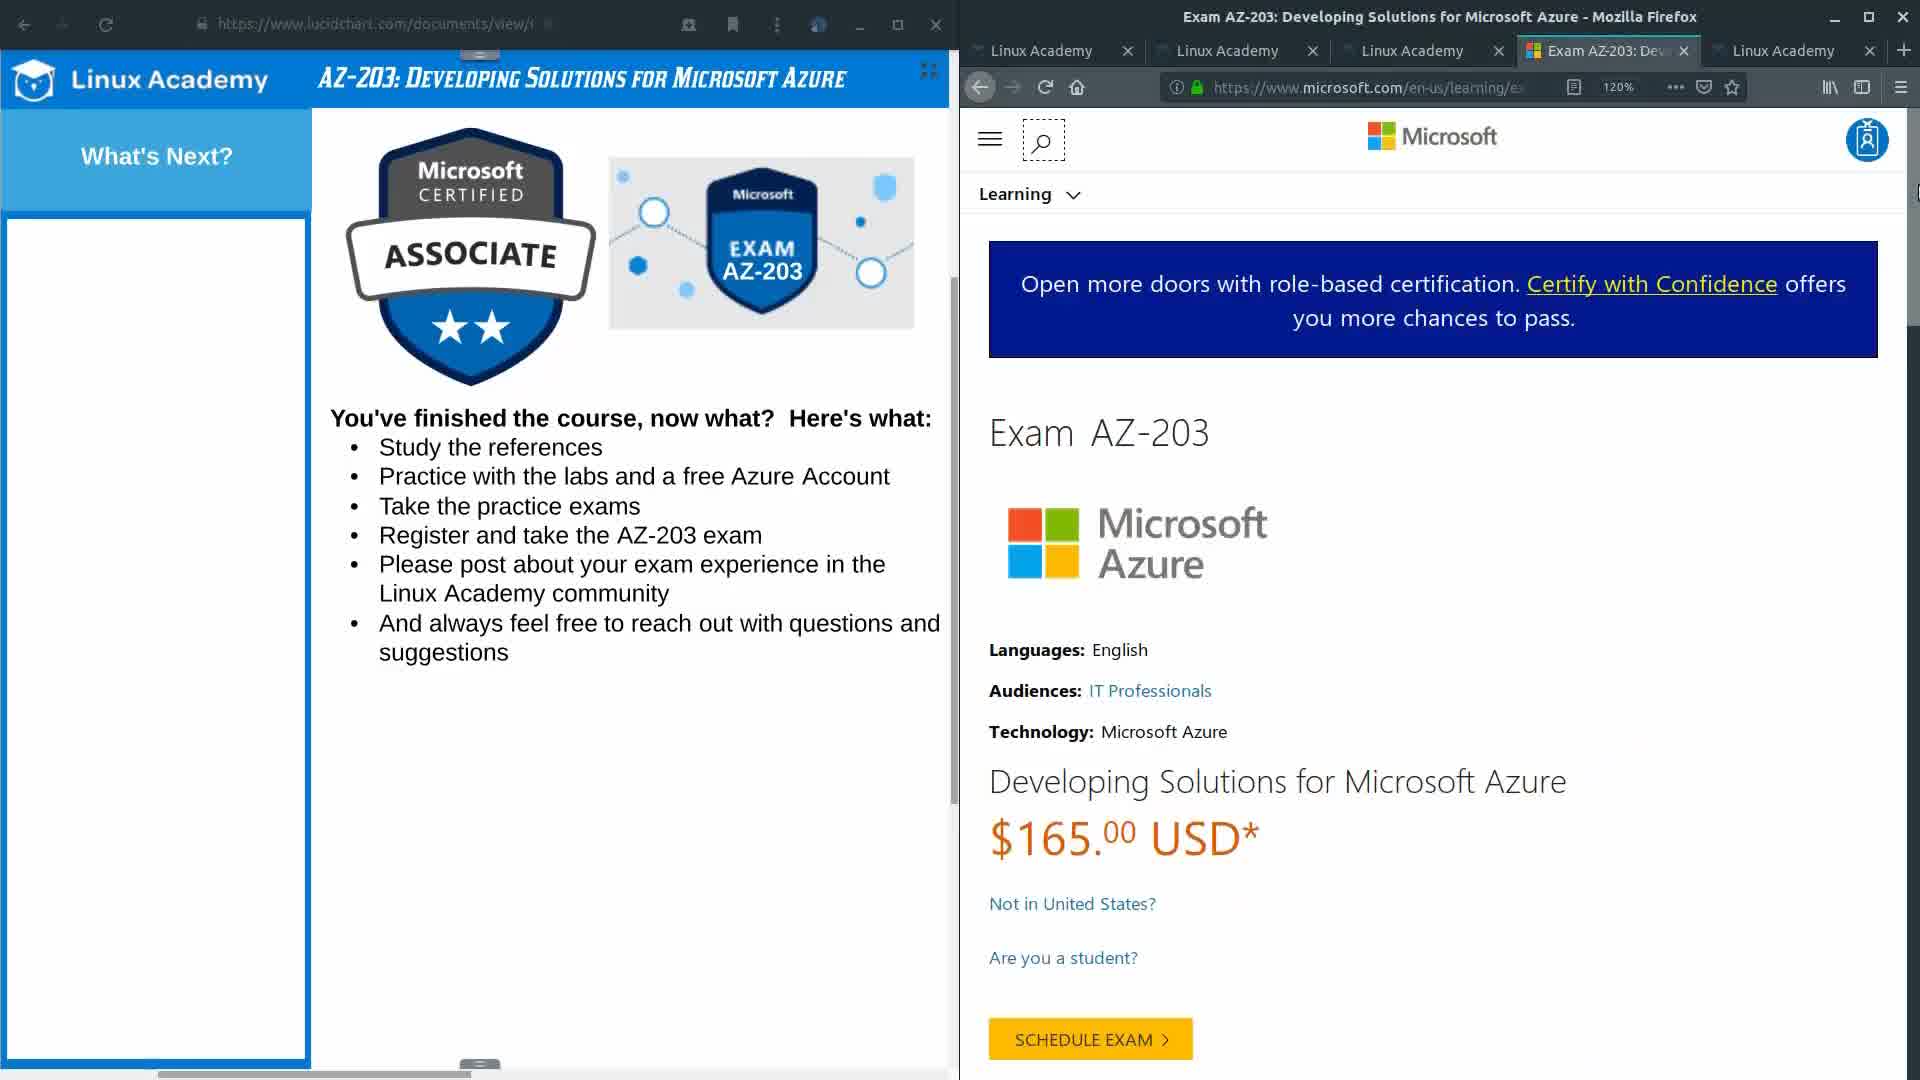 https://www.lucidchart.com/documents/view/
Linux Academy
AZ-203: Developing Solutions for Microsoft Azure
What's Next?
Microsoft
CERTIFIED
ASSOCIATE
Microsoft
EXAM
AZ-203
You've finished the course, now what? Here's what:
• Study the references
• Practice with the labs and a free Azure Account
• Take the practice exams
• Register and take the AZ-203 exam
• Please post about your exam experience in the
Linux Academy community
• And always feel free to reach out with questions and
suggestions
Exam AZ-203: Developing Solutions for Microsoft Azure - Mozilla Firefox
Linux Academy
Linux Academy
Linux Academy
Exam AZ-203: Dev
Linux Academy
https://www.microsoft.com/en-us/learning/ex
120%
Microsoft
Learning
Open more doors with role-based certification. Certify with Confidence offers
you more chances to pass.
Exam AZ-203
Microsoft
Azure
Languages: English
Audiences: IT Professionals
Technology: Microsoft Azure
Developing Solutions for Microsoft Azure
$165.00 USD*
Not in United States?
Are you a student?
SCHEDULE EXAM >